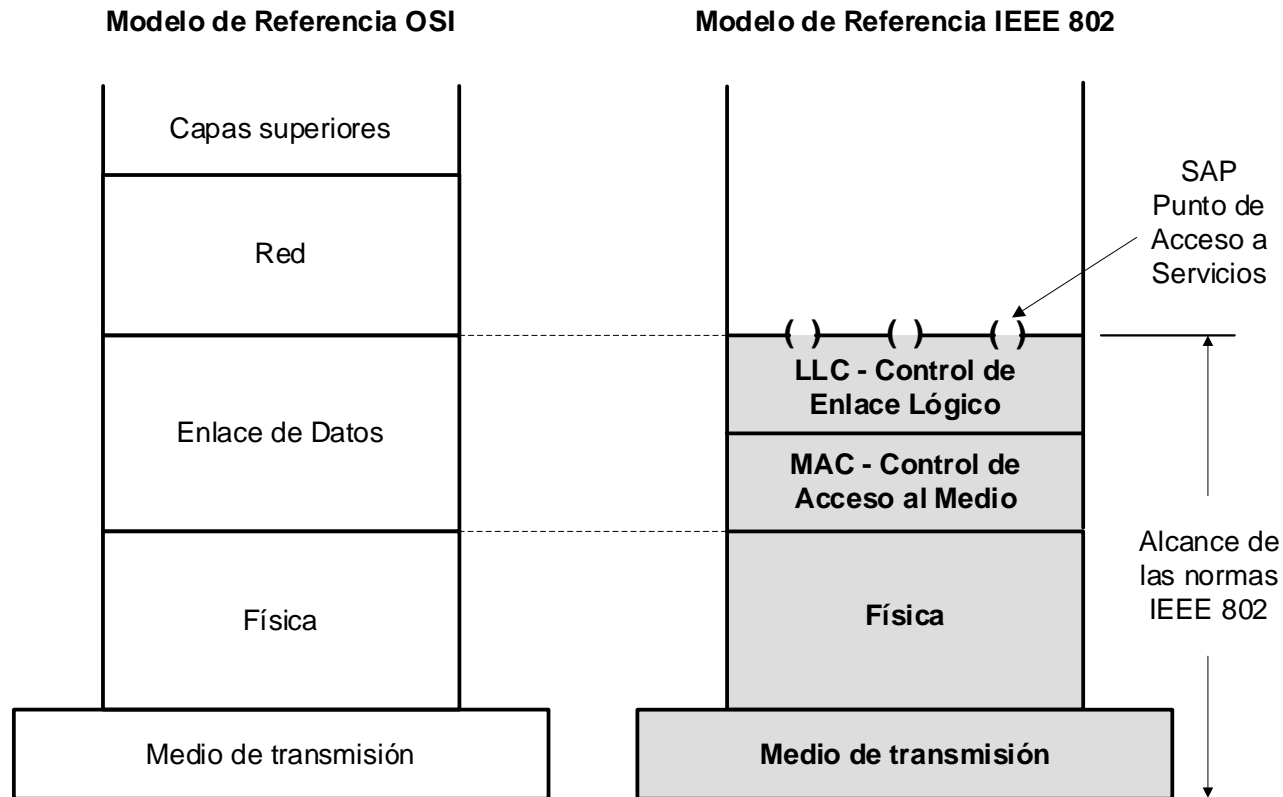 Modelo de Referencia OSI
Modelo de Referencia IEEE 802
Capas superiores
Red
Enlace de Datos
Física
Medio de transmisión
SAP
Punto de
Acceso a
Servicios
LLC - Control de
Enlace Lógico
MAC - Control de
Acceso al Medio
Física
Medio de transmisión
Alcance de
las normas
IEEE 802